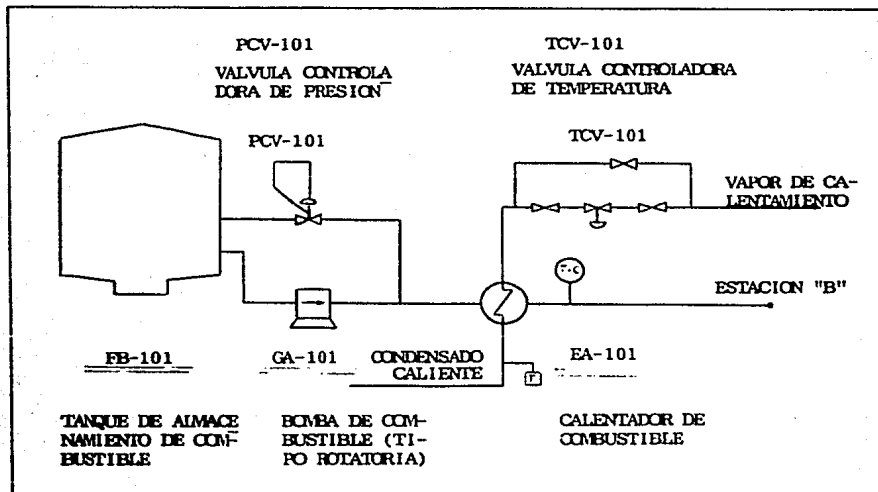 PCV-101
VALVULA CONTROLA
DORA DE PRESION
TCV-101
VALVULA CONTROLADORA
DE TEMPERATURA
PCV-101
TCV-101
VAPOR DE CA-
LENTAMIENTO
ESTACION "B"
FB-101
GA-101
CONDENSADO
CALIENTE
EA-101
TANQUE DE ALMACE
NAMIENTO DE COM
BUSTIBLE
BOMBA DE COM-
BUSTIBLE (TI-
PO ROTATORIA)
CALENTADOR DE
COMBUSTIBLE